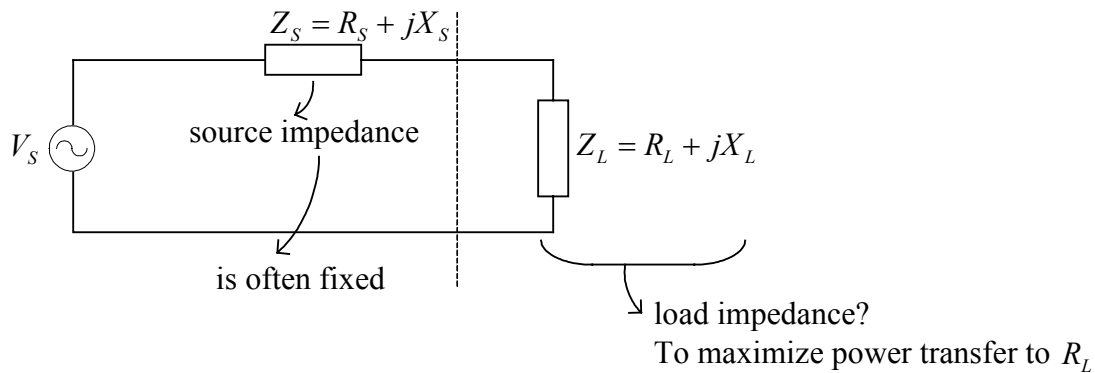 Z_S = R_S + jX_S
source impedance
V_S
Z_L = R_L + jX_L
is often fixed
load impedance?
To maximize power transfer to R_L